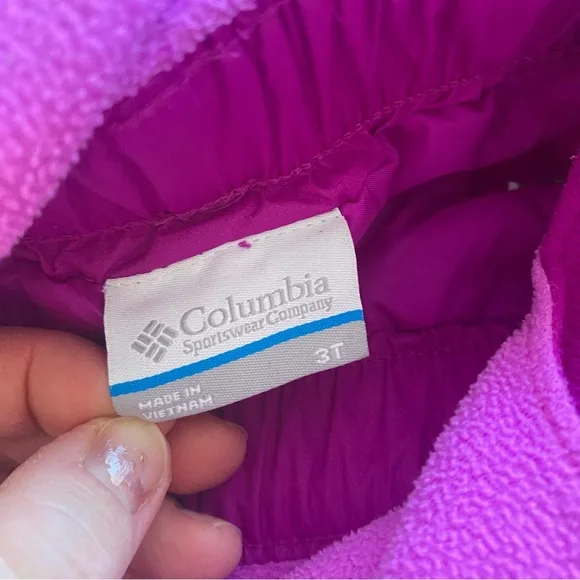 Columbia
Sportswear Company
3T
MADE IN
VIETNAM